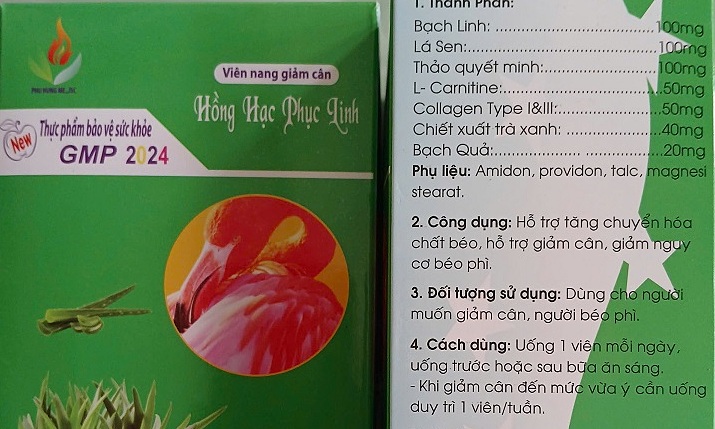 PHU HUNG ME.,JSC
Viên nang giảm cân
Hồng Hạc Phục Linh
New
Thực phẩm bảo vệ sức khỏe
GMP 2024
1. Thành Phần:
Bạch Linh:....................................100mg
Lá Sen:.........................................100mg
Thảo quyết minh:........................100mg
L- Carnitine:..................................50mg
Collagen Type I&III:......................50mg
Chiết xuất trà xanh: .....................40mg
Bạch Quả:.....................................20mg
Phụ liệu: Amidon, providon, talc, magnesi
stearat.
2. Công dụng: Hỗ trợ tăng chuyển hóa
chất béo, hỗ trợ giảm cân, giảm nguy
cơ béo phì.
3. Đối tượng sử dụng: Dùng cho người
muốn giảm cân, người béo phì.
4. Cách dùng: Uống 1 viên mỗi ngày,
uống trước hoặc sau bữa ăn sáng.
- Khi giảm cân đến mức vừa ý cần uống
duy trì 1 viên/tuần.